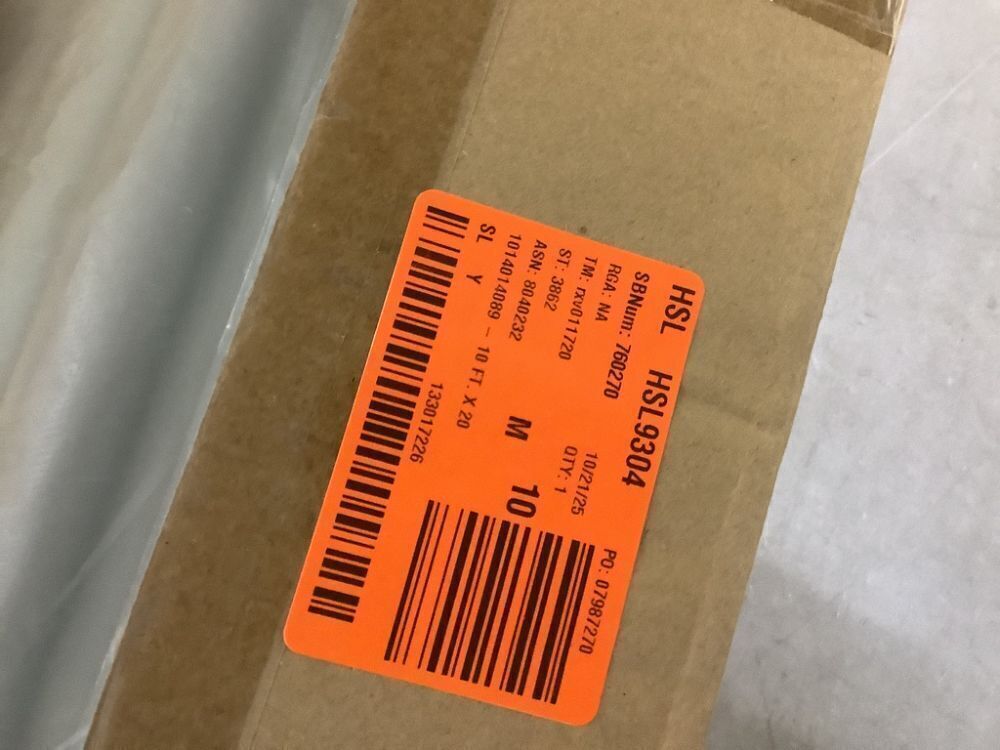 HSL HSL9304
SBNum: 760270
RGA: NA
PO: 07987270
TM: rxv011720
10/21/25
ST: 3862
QTY: 1
ASN: 8040232
M 10
1014014089 - 10 FT. X 20
SL Y
133017226